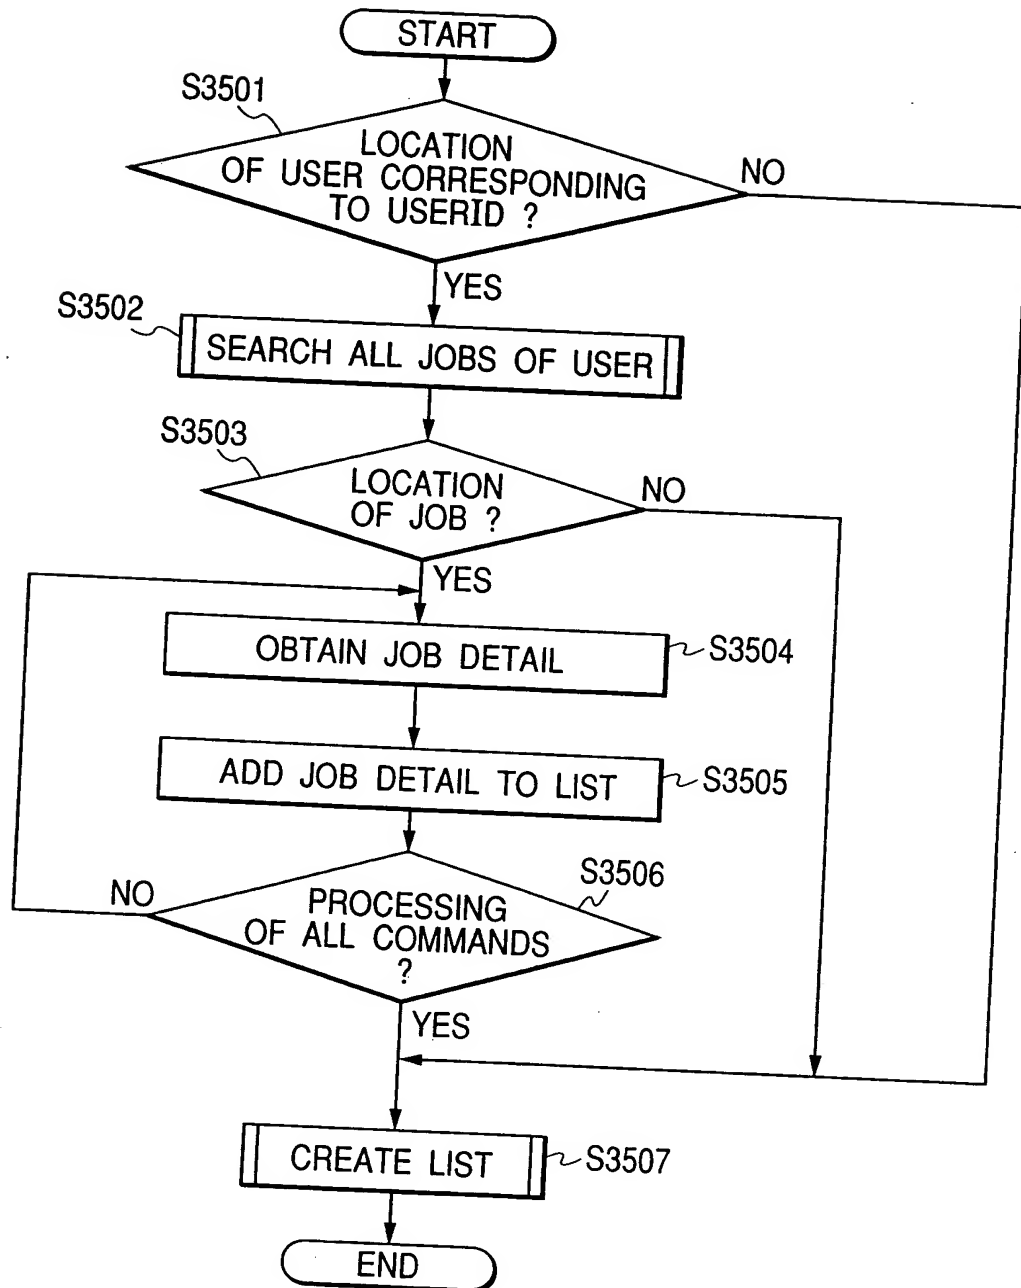 START
S3501
LOCATION
OF USER CORRESPONDING
TO USERID ?
NO
YES
S3502
SEARCH ALL JOBS OF USER
S3503
LOCATION
OF JOB ?
NO
YES
OBTAIN JOB DETAIL
S3504
ADD JOB DETAIL TO LIST
S3505
S3506
NO
PROCESSING
OF ALL COMMANDS
?
YES
CREATE LIST
S3507
END